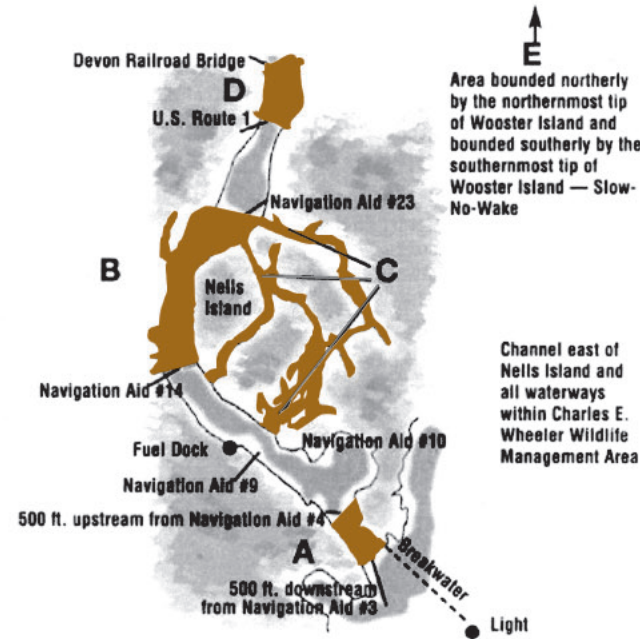 Devon Railroad Bridge
D
U.S. Route 1
E
Area bounded northerly
by the northernmost tip
of Wooster Island and
bounded southerly by the
southernmost tip of
Wooster Island — Slow-
No-Wake
Navigation Aid #23
B
C
Nells
Island
Channel east of
Nells Island and
all waterways
within Charles E.
Wheeler Wildlife
Management Area
Navigation Aid #14
Navigation Aid #10
Fuel Dock
Navigation Aid #9
500 ft. upstream from Navigation Aid #4
A
Breakwater
500 ft. downstream
from Navigation Aid #3
Light